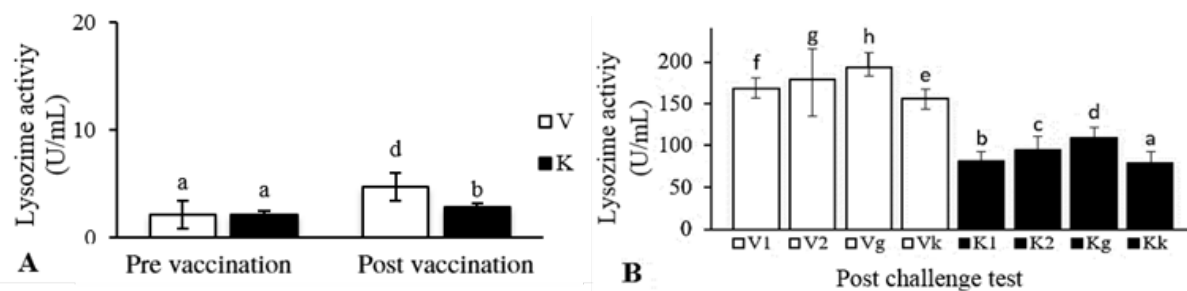 Lysozime activiy
(U/mL)
20
10
0
a
a
d
b
V
K
Pre vaccination
Post vaccination
A
Lysozime activiy
(U/mL)
200
150
100
50
0
f
g
h
e
b
c
d
a
V1 V2 Vg Vk K1 K2 Kg Kk
Post challenge test
B